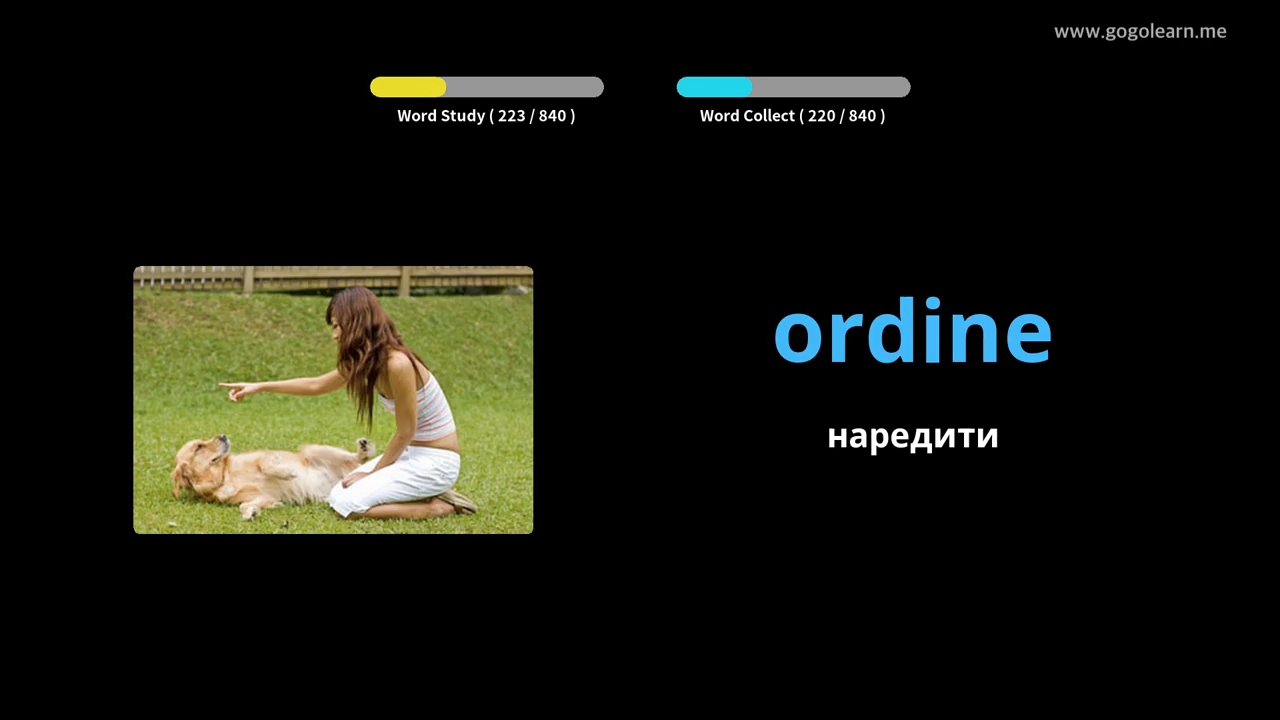 www.gogolearn.me
Word Study ( 223 / 840 )
Word Collect ( 220 / 840 )
ordine
наредити